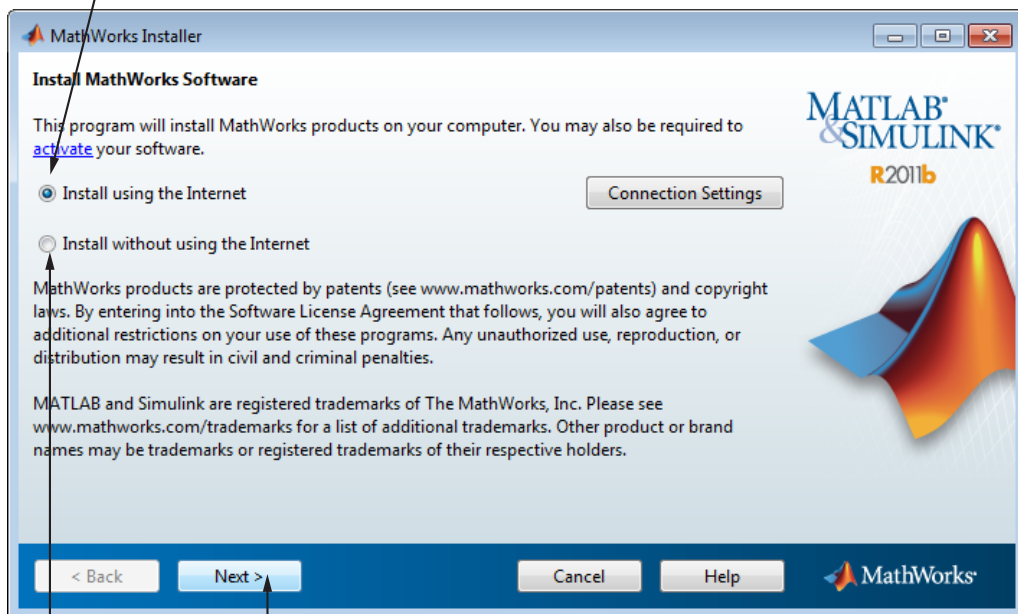 MathWorks Installer
Install MathWorks Software
This program will install MathWorks products on your computer. You may also be required to
activate your software.
Install using the Internet
Connection Settings
Install without using the Internet
MathWorks products are protected by patents (see www.mathworks.com/patents) and copyright
laws. By entering into the Software License Agreement that follows, you will also agree to
additional restrictions on your use of these programs. Any unauthorized use, reproduction, or
distribution may result in civil and criminal penalties.
MATLAB and Simulink are registered trademarks of The MathWorks, Inc. Please see
www.mathworks.com/trademarks for a list of additional trademarks. Other product or brand
names may be trademarks or registered trademarks of their respective holders.
MATLAB®
&SIMULINK®
R2011b
< Back
Next >
Cancel
Help
MathWorks®